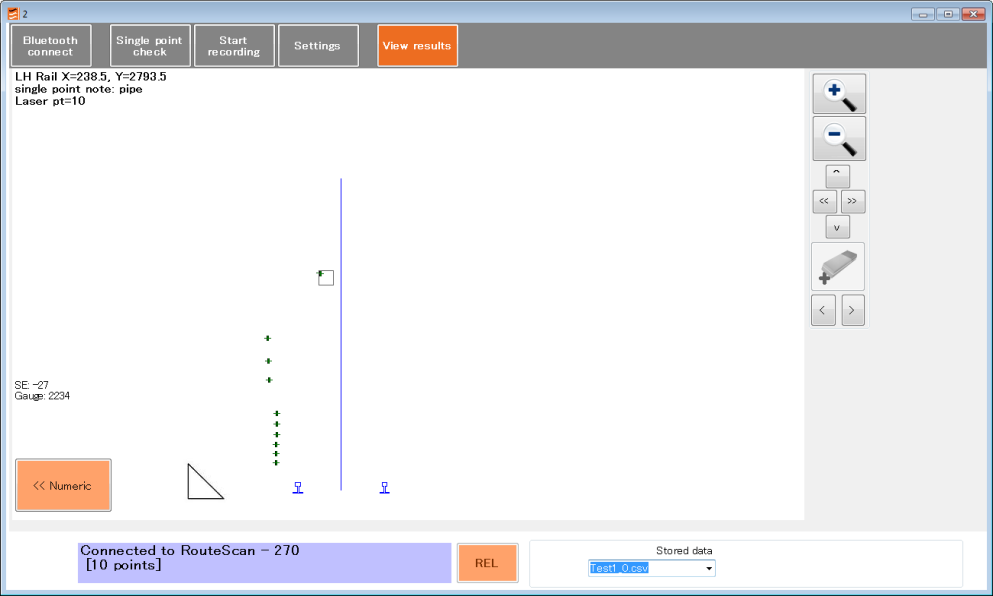 2
Bluetooth
connect
Single point
check
Start
recording
Settings
View results
LH Rail X=238.5, Y=2793.5
single point note: pipe
Laser pt=10
^
<<
>>
v
<
>
SE: -27
Gauge: 2234
<< Numeric
Connected to RouteScan - 270
[10 points]
REL
Stored data
Test1_0.csv